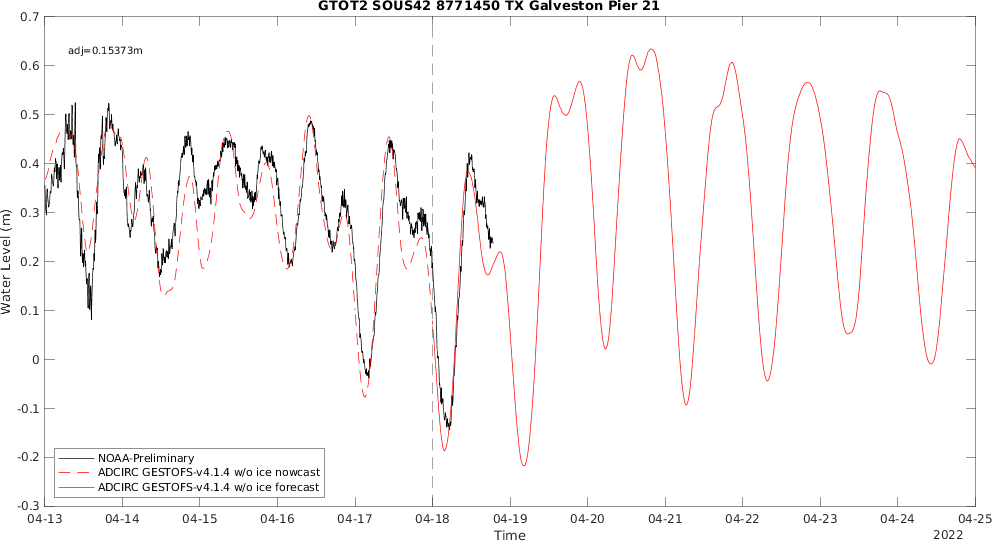 GTOT2 SOUS42 8771450 TX Galveston Pier 21
adj=0.15373m
Water Level (m)
0.7
0.6
0.5
0.4
0.3
0.2
0.1
0
-0.1
-0.2
-0.3
NOAA-Preliminary
ADCIRC GESTOFS-v4.1.4 w/o ice nowcast
ADCIRC GESTOFS-v4.1.4 w/o ice forecast
04-13 04-14 04-15 04-16 04-17 04-18 04-19 04-20 04-21 04-22 04-23 04-24 04-25
Time
2022